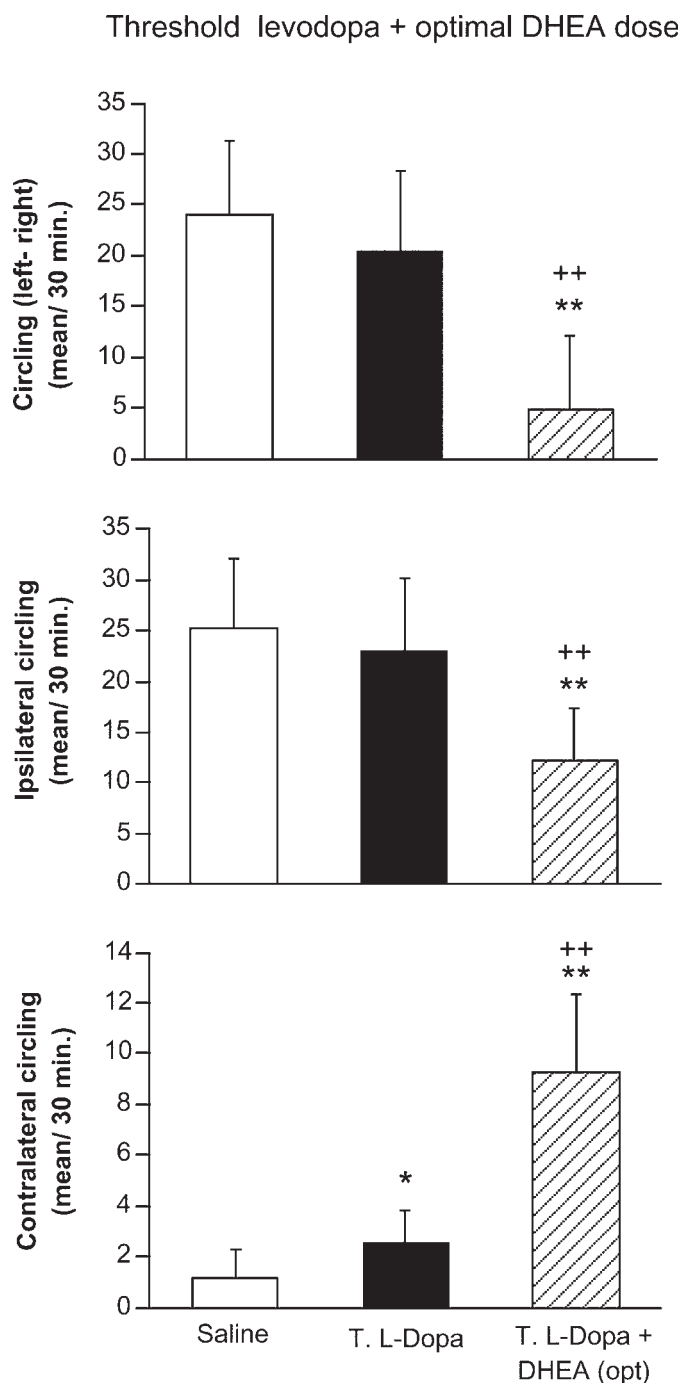 Threshold levodopa + optimal DHEA dose
Circling (left- right)
(mean/ 30 min.)
35
30
25
20
15
10
5
0
++
**
Ipsilateral circling
(mean/ 30 min.)
35
30
25
20
15
10
5
0
++
**
Contralateral circling
(mean/ 30 min.)
14
12
10
8
6
4
2
0
*
++
**
Saline
T. L-Dopa
T. L-Dopa +
DHEA (opt)